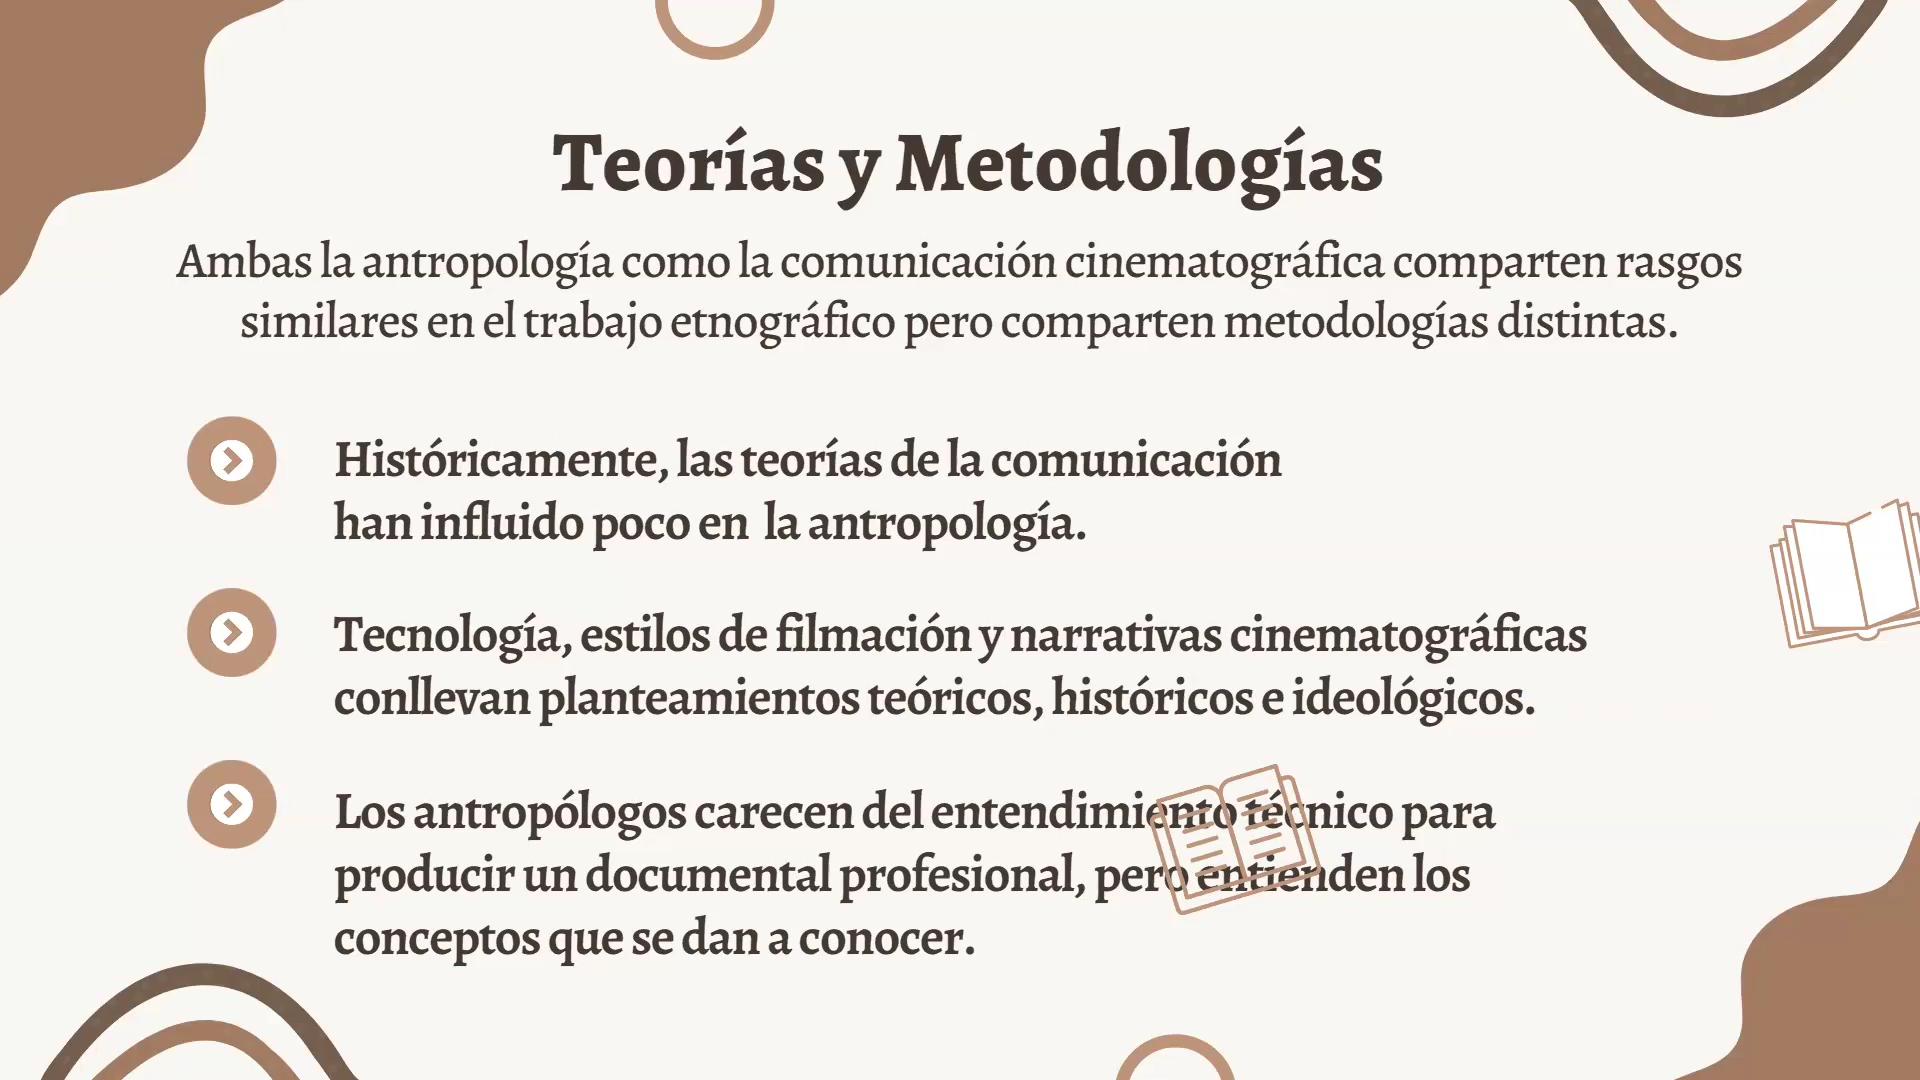 Teorías y Metodologías
Ambas la antropología como la comunicación cinematográfica comparten rasgos
similares en el trabajo etnográfico pero comparten metodologías distintas.
Históricamente, las teorías de la comunicación
han influido poco en la antropología.
Tecnología, estilos de filmación y narrativas cinematográficas
conllevan planteamientos teóricos, históricos e ideológicos.
Los antropólogos carecen del entendimiento técnico para
producir un documental profesional, pero entienden los
conceptos que se dan a conocer.